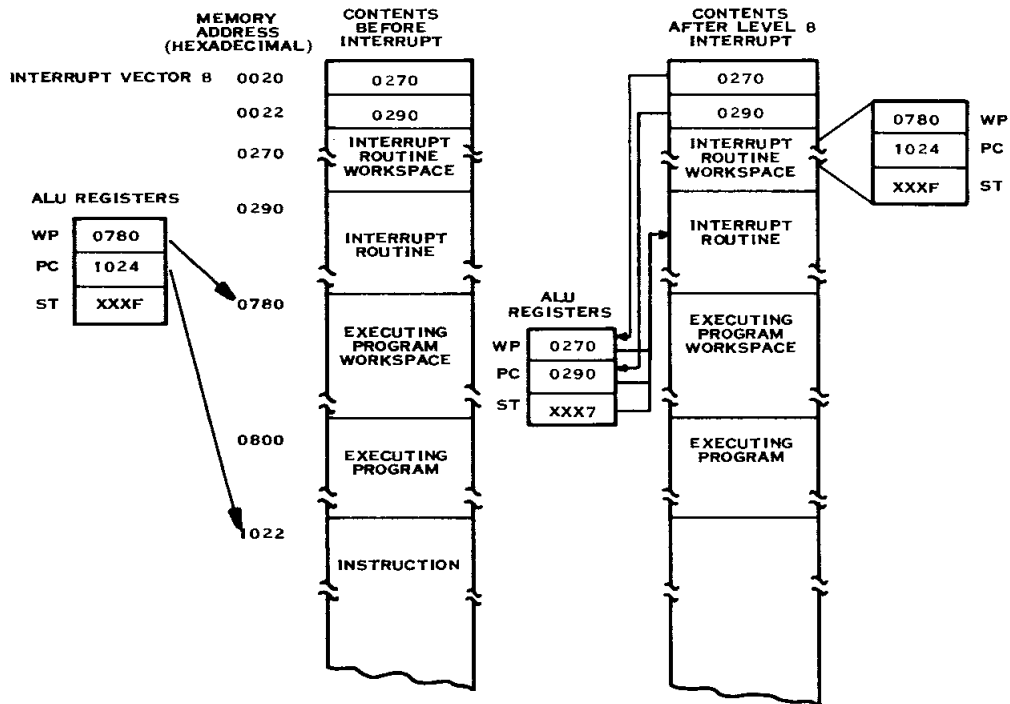 MEMORY
ADDRESS
(HEXADECIMAL)
CONTENTS
BEFORE
INTERRUPT
CONTENTS
AFTER LEVEL 8
INTERRUPT
INTERRUPT VECTOR 8 0020 0270
0022 0290
0270 INTERRUPT
ROUTINE
WORKSPACE
0290 INTERRUPT
ROUTINE
ALU REGISTERS
WP 0780
PC 1024
ST XXXF
0780 EXECUTING
PROGRAM
WORKSPACE
0800 EXECUTING
PROGRAM
1022
INSTRUCTION
0270
0290
INTERRUPT
ROUTINE
WORKSPACE
INTERRUPT
ROUTINE
EXECUTING
PROGRAM
WORKSPACE
EXECUTING
PROGRAM
ALU
REGISTERS
WP 0270
PC 0290
ST XXX7
0780 WP
1024 PC
XXXF ST